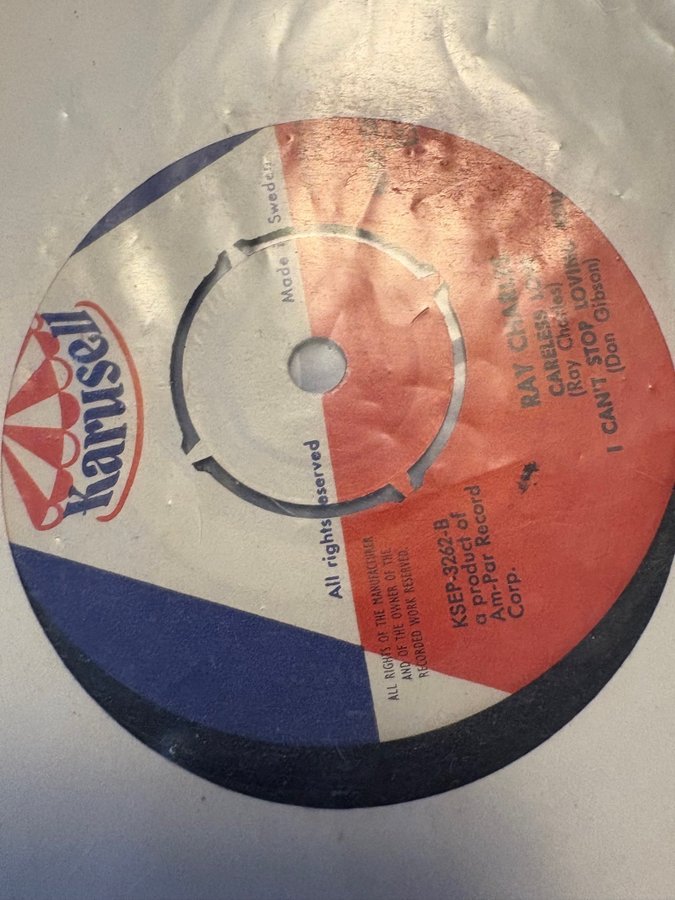 Karusell
Made Sweden
All rights reserved
ALL RIGHTS OF THE MANUFACTURER
AND OF THE OWNER OF THE
RECORDED WORK RESERVED.
KSEP-3262-B
a product of
Am-Par Record
Corp.
RAY CHARLES
CARELESS LOVE
(Ray Charles)
I CAN'T STOP LOVING YOU
(Don Gibson)